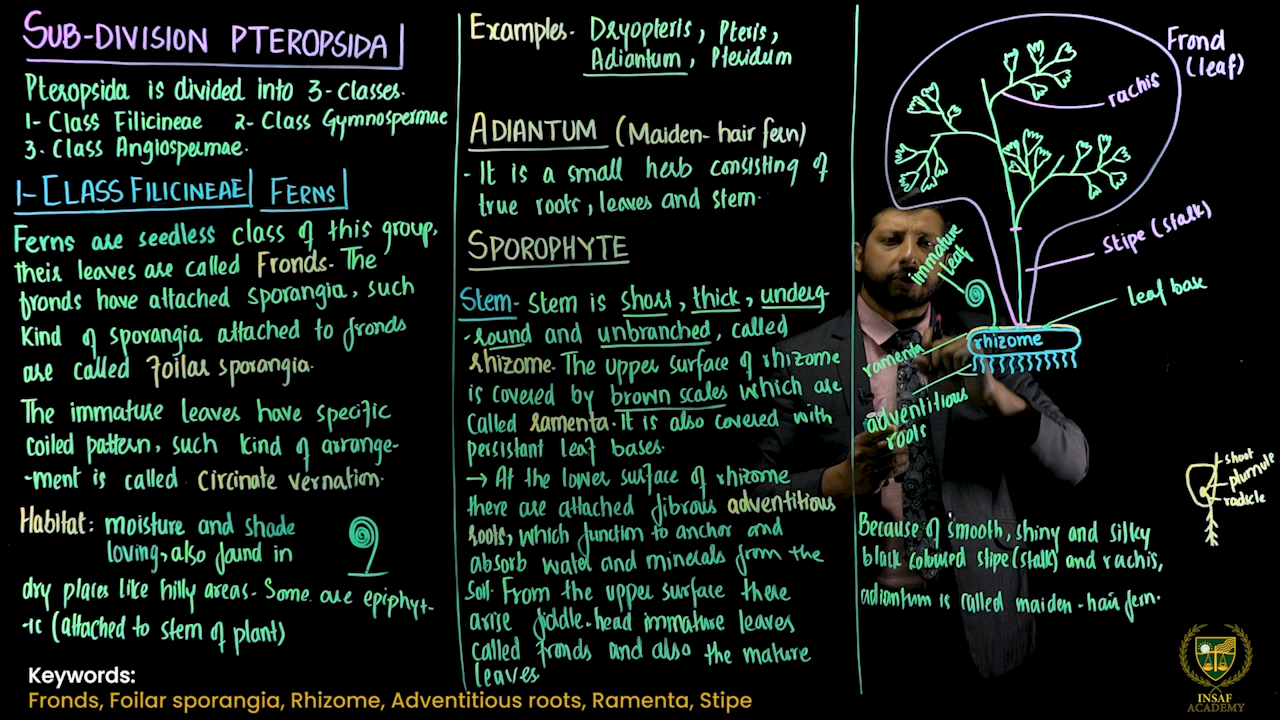 SUB-DIVISION PTEROPSIDA
Pteropsida is divided into 3-classes.
1- Class Filicineae 2- Class Gymnospermae
3. Class Angiospermae.
1-CLASS FILICINEAE FERNS
Ferns are seedless class of this group,
their leaves are called Fronds. The
fronds have attached sporangia, such
Kind of sporangia attached to fronds
are called Foilar sporangia.
The immature leaves have specific
coiled pattern, such kind of arrange-
-ment is called Circinate vernation.
Habitat: moisture and shade
loving, also found in
dry places like hilly areas. Some are epiphyt-
-ic (attached to stem of plant)
Examples- Dryopteris, Pteris,
Adiantum, Pteridum
ADIANTUM (Maiden-hair fern)
- It is a small herb consisting of
true roots, leaves and stem.
SPOROPHYTE
Stem- Stem is short, thick, underg-
-round and unbranched, called
rhizome. The upper surface of rhizome
is covered by brown scales which are
called ramenta. It is also covered with
persistant leaf bases.
→ At the lower surface of rhizome
there are attached fibrous adventitious
roots, which function to anchor and
absorb water and minerals from the
soil. From the upper surface there
arise fiddle-head immature leaves
called fronds and also the mature
leaves
Frond
(leaf)
rachis
stipe (stalk)
immature
leaf
leaf base
rhizome
ramenta
adventitious
roots
shoot
plumule
radicle
Because of smooth, shiny and silky
black coloured stipe (stalk) and rachis,
adiantum is called maiden-hair fern.
Keywords:
Fronds, Foilar sporangia, Rhizome, Adventitious roots, Ramenta, Stipe
INSAF
ACADEMY